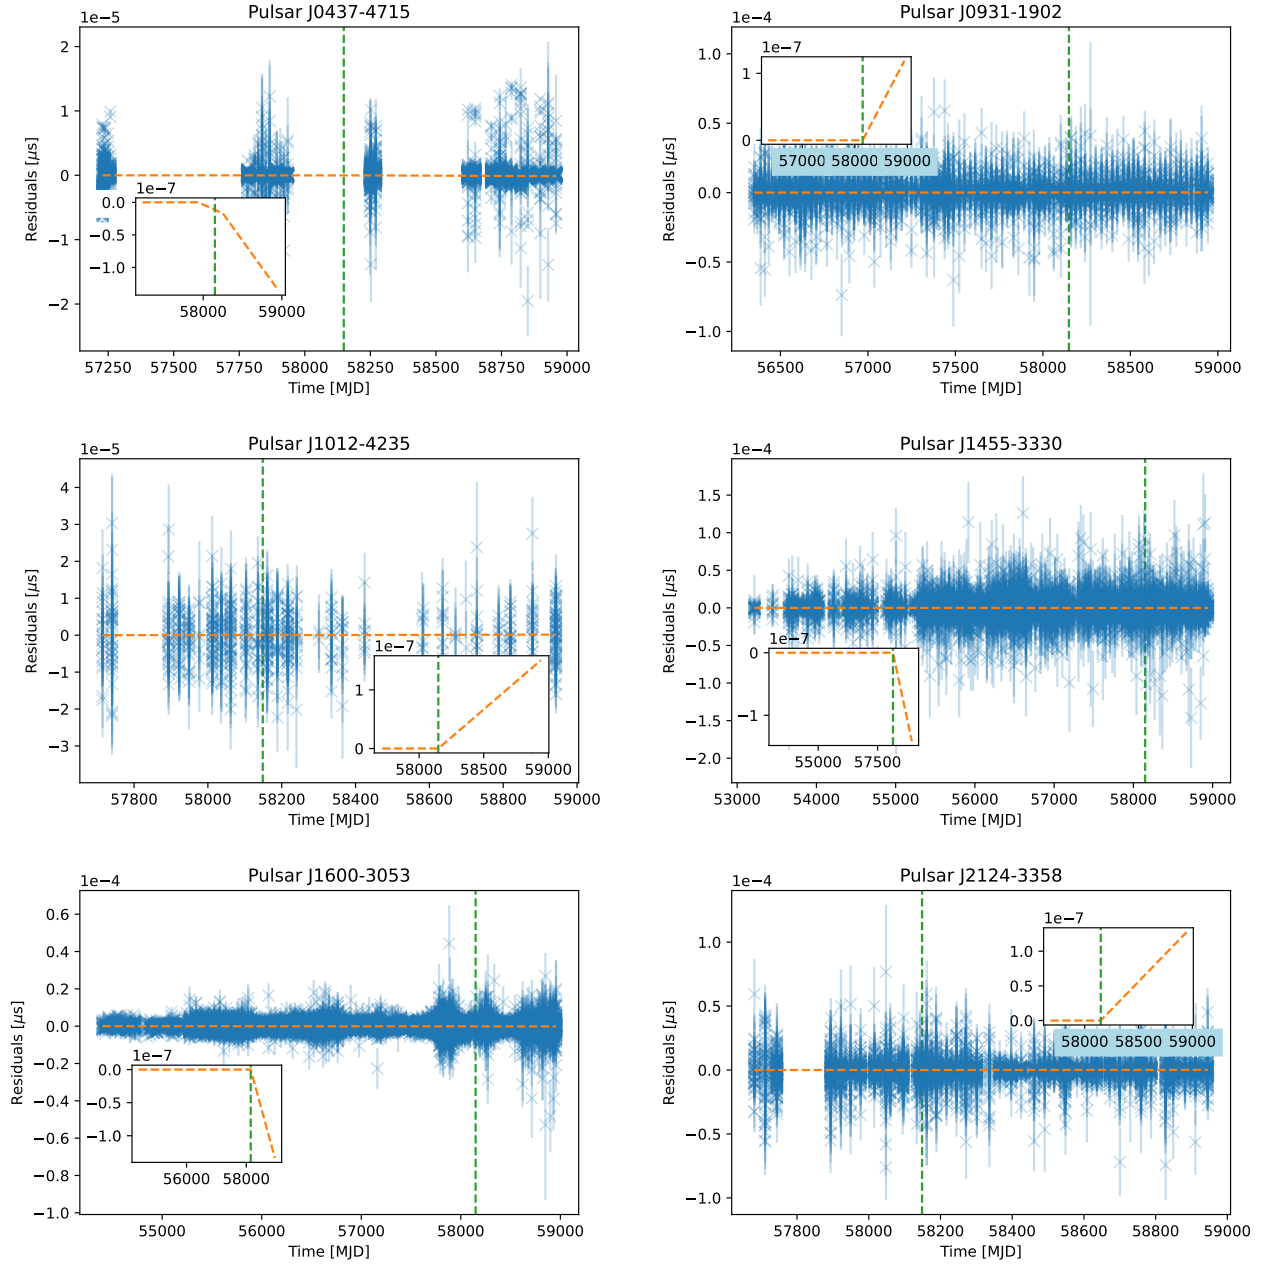 Pulsar J0437-4715
1e−5
2
1
0
−1
−2
Residuals [μs]
57250 57500 57750 58000 58250 58500 58750 59000
Time [MJD]
1e−7
0.0
−0.5
−1.0
58000 59000
Pulsar J0931-1902
1e−4
1.0
0.5
0.0
−0.5
−1.0
Residuals [μs]
56500 57000 57500 58000 58500 59000
Time [MJD]
1e−7
1
0
57000 58000 59000
Pulsar J1012-4235
1e−5
4
3
2
1
0
−1
−2
−3
Residuals [μs]
57800 58000 58200 58400 58600 58800 59000
Time [MJD]
1e−7
1
0
58000 58500 59000
Pulsar J1455-3330
1e−4
1.5
1.0
0.5
0.0
−0.5
−1.0
−1.5
−2.0
Residuals [μs]
53000 54000 55000 56000 57000 58000 59000
Time [MJD]
1e−7
0
−1
55000 57500
Pulsar J1600-3053
1e−4
0.6
0.4
0.2
0.0
−0.2
−0.4
−0.6
−0.8
−1.0
Residuals [μs]
55000 56000 57000 58000 59000
Time [MJD]
1e−7
0.0
−0.5
−1.0
56000 58000
Pulsar J2124-3358
1e−4
1.0
0.5
0.0
−0.5
−1.0
Residuals [μs]
57800 58000 58200 58400 58600 58800 59000
Time [MJD]
1e−7
1.0
0.5
0.0
58000 58500 59000